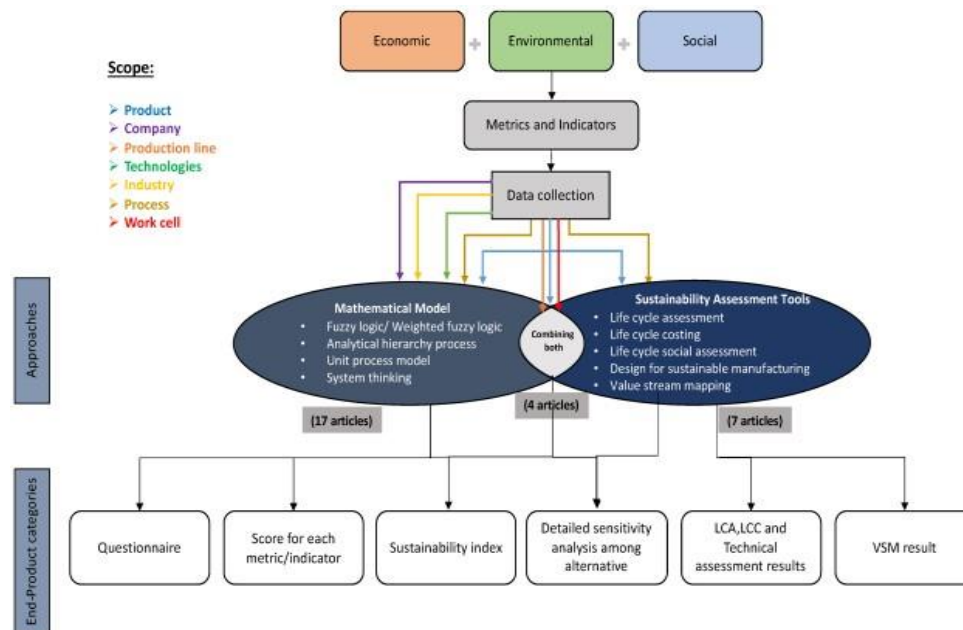 Economic
Environmental
Social
Scope:
Product
Company
Production line
Technologies
Industry
Process
Work cell
Metrics and Indicators
Data collection
Approaches
Mathematical Model
• Fuzzy logic/ Weighted fuzzy logic
• Analytical hierarchy process
• Unit process model
• System thinking
Combining
both
Sustainability Assessment Tools
• Life cycle assessment
• Life cycle costing
• Life cycle social assessment
• Design for sustainable manufacturing
• Value stream mapping
(17 articles)
(4 articles)
(7 articles)
End-Product categories
Questionnaire
Score for each
metric/indicator
Sustainability index
Detailed sensitivity
analysis among
alternative
LCA,LCC and
Technical
assessment results
VSM result